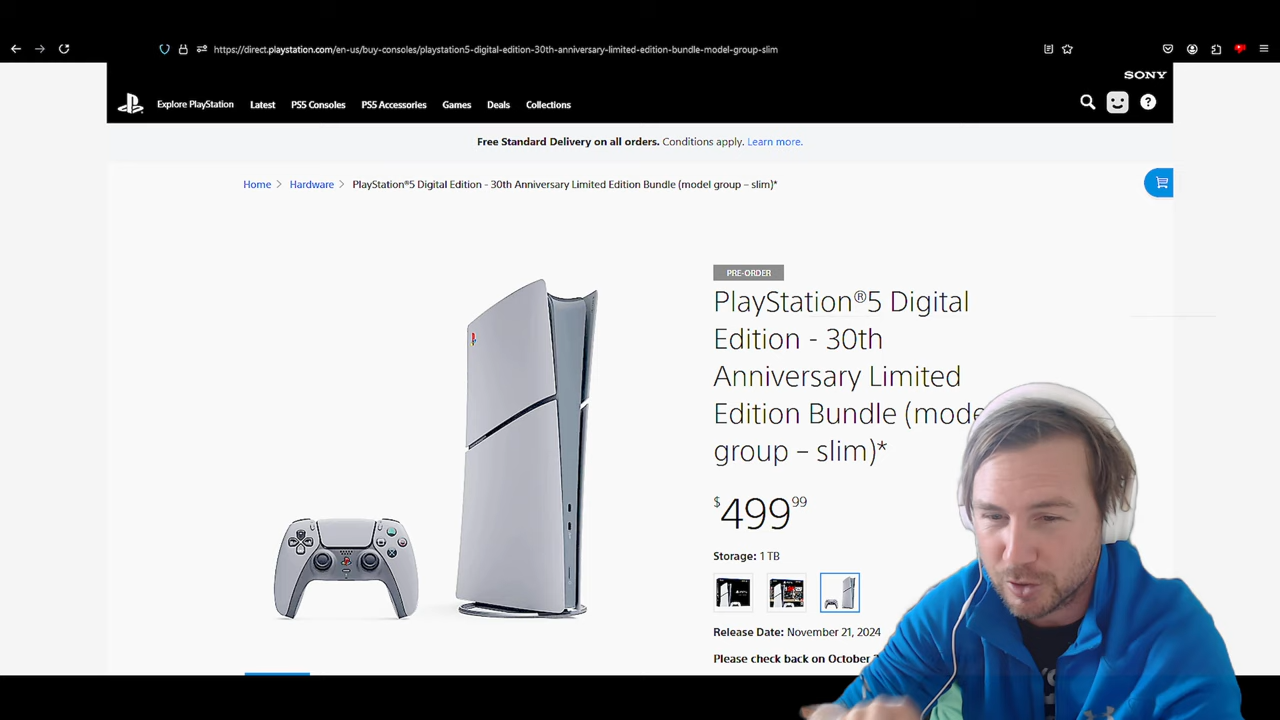 https://direct.playstation.com/en-us/buy-consoles/playstation5-digital-edition-30th-anniversary-limited-edition-bundle-model-group-slim
SONY
Explore PlayStation Latest PS5 Consoles PS5 Accessories Games Deals Collections
Free Standard Delivery on all orders. Conditions apply. Learn more.
Home > Hardware > PlayStation®5 Digital Edition - 30th Anniversary Limited Edition Bundle (model group – slim)*
PRE-ORDER
PlayStation®5 Digital
Edition - 30th
Anniversary Limited
Edition Bundle (mode
group – slim)*
$499.99
Storage: 1 TB
Release Date: November 21, 2024
Please check back on October